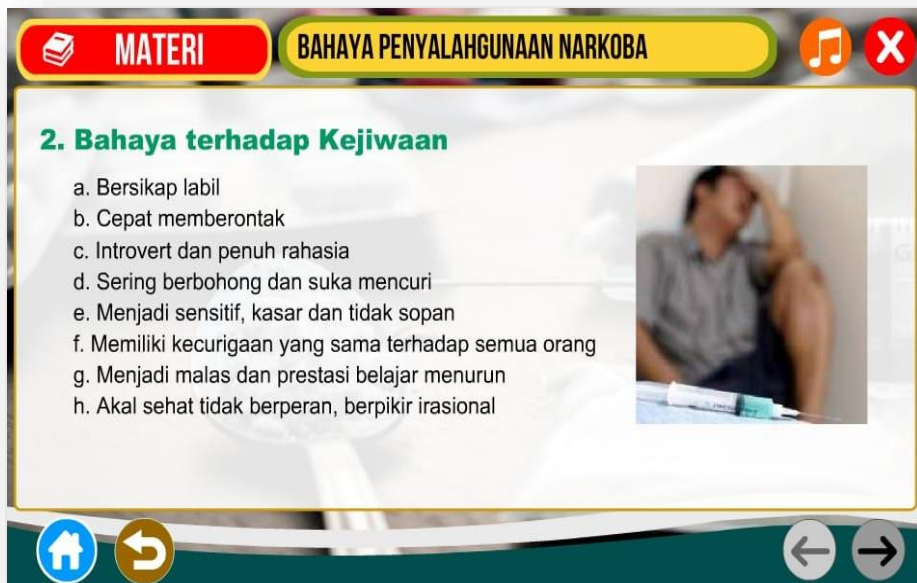 MATERI
BAHAYA PENYALAHGUNAAN NARKOBA
2. Bahaya terhadap Kejiwaan
a. Bersikap labil
b. Cepat memberontak
c. Introvert dan penuh rahasia
d. Sering berbohong dan suka mencuri
e. Menjadi sensitif, kasar dan tidak sopan
f. Memiliki kecurigaan yang sama terhadap semua orang
g. Menjadi malas dan prestasi belajar menurun
h. Akal sehat tidak berperan, berpikir irasional